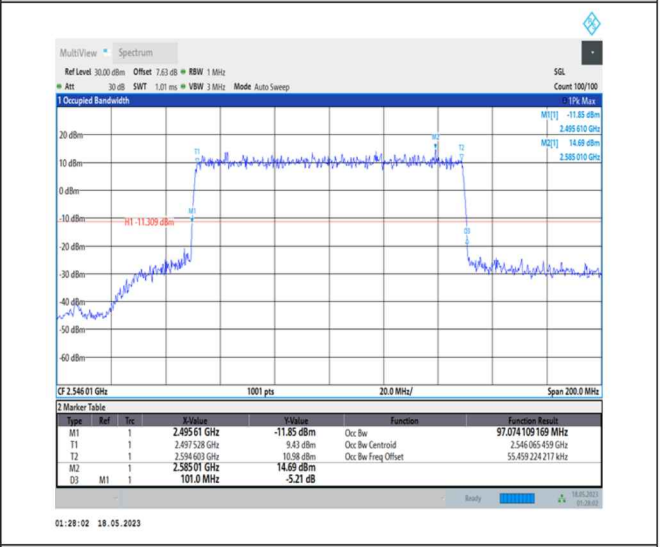 MultiView Spectrum
Ref Level 30.00 dBm Offset 7.63 dB RBW 1 MHz SGL
Att 30 dB SWT 1.01 ms VBW 3 MHz Mode Auto Sweep Count 100/100
1 Occupied Bandwidth 1Pk Max
M1[1] -11.85 dBm
2.495 610 GHz
M2[1] 14.69 dBm
2.585 010 GHz
20 dBm
M2
T1
T2
10 dBm
0 dBm
M1
-10 dBm
H1 -11.309 dBm
D3
-20 dBm
-30 dBm
-40 dBm
-50 dBm
-60 dBm
CF 2.546 01 GHz 1001 pts 20.0 MHz/ Span 200.0 MHz
2 Marker Table
Type Ref Trc X-Value Y-Value Function Function Result
M1 1 2.495 61 GHz -11.85 dBm Occ Bw 97.074 109 169 MHz
T1 1 2.497 528 GHz 9.43 dBm Occ Bw Centroid 2.546 065 459 GHz
T2 1 2.594 603 GHz 10.98 dBm Occ Bw Freq Offset 55.459 224 217 kHz
M2 1 2.585 01 GHz 14.69 dBm
D3 M1 1 101.0 MHz -5.21 dB
Ready 18.05.2023
01:28:02
01:28:02 18.05.2023